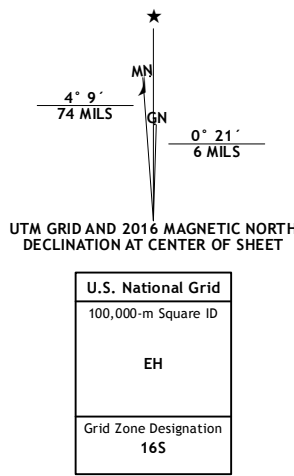 MN
4° 9´
74 MILS
GN
0° 21´
6 MILS
UTM GRID AND 2016 MAGNETIC NORTH
DECLINATION AT CENTER OF SHEET
U.S. National Grid
100,000-m Square ID
EH
Grid Zone Designation
16S